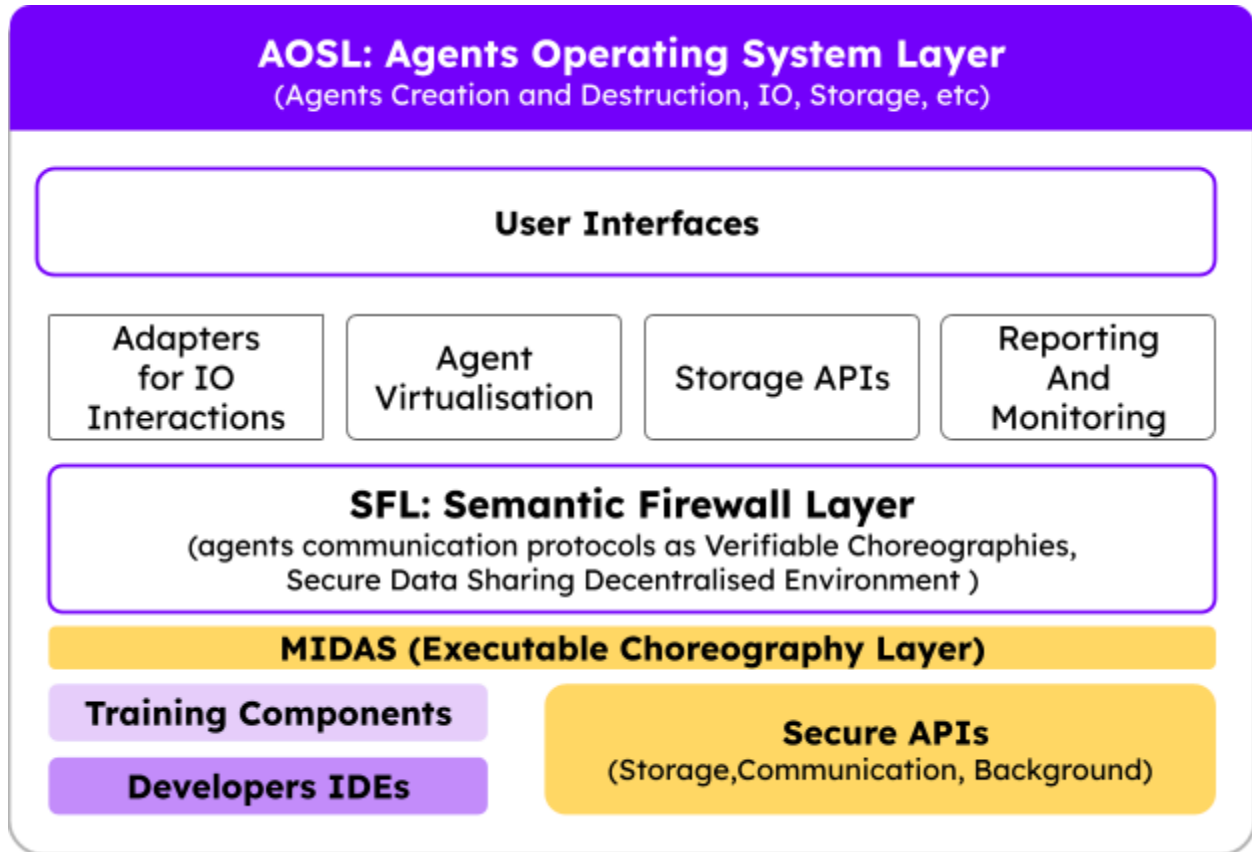 AOSL: Agents Operating System Layer
(Agents Creation and Destruction, IO, Storage, etc)
User Interfaces
Adapters
for IO
Interactions
Agent
Virtualisation
Storage APIs
Reporting
And
Monitoring
SFL: Semantic Firewall Layer
(agents communication protocols as Verifiable Choreographies,
Secure Data Sharing Decentralised Environment )
MIDAS (Executable Choreography Layer)
Training Components
Developers IDEs
Secure APIs
(Storage,Communication, Background)